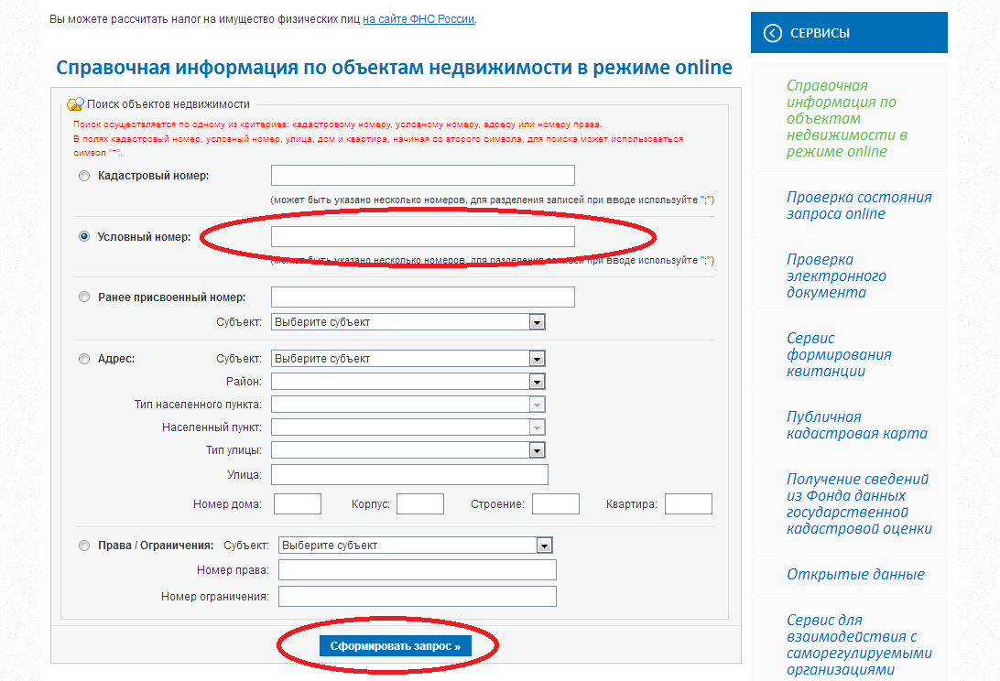 Вы можете рассчитать налог на имущество физических лиц на сайте ФНС России.
Справочная информация по объектам недвижимости в режиме online
Поиск объектов недвижимости
Поиск осуществляется по одному из критериев: кадастровому номеру, условному номеру, адресу или номеру права.
В полях кадастровый номер, условный номер, улица, дом и квартира, начиная со второго символа, для поиска может использоваться
символ "*".
Кадастровый номер:
(может быть указано несколько номеров, для разделения записей при вводе используйте ";")
Условный номер:
(может быть указано несколько номеров, для разделения записей при вводе используйте ";")
Ранее присвоенный номер:
Субъект: Выберите субъект
Адрес: Субъект: Выберите субъект
Район:
Тип населенного пункта:
Населенный пункт:
Тип улицы:
Улица:
Номер дома: Корпус: Строение: Квартира:
Права / Ограничения: Субъект: Выберите субъект
Номер права:
Номер ограничения:
Сформировать запрос »
СЕРВИСЫ
Справочная
информация по
объектам
недвижимости в
режиме online
Проверка состояния
запроса online
Проверка
электронного
документа
Сервис
формирования
квитанции
Публичная
кадастровая карта
Получение сведений
из Фонда данных
государственной
кадастровой оценки
Открытые данные
Сервис для
взаимодействия с
саморегулируемыми
организациями